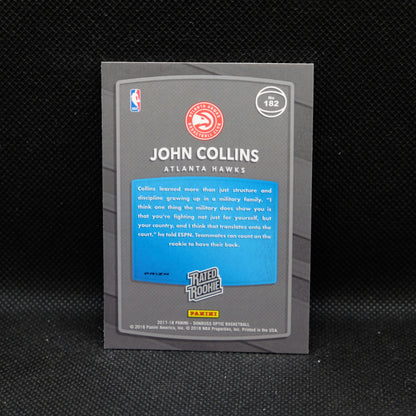 NBA
ATLANTA HAWKS
BASKETBALL CLUB
No
182
JOHN COLLINS
ATLANTA HAWKS
Collins learned more than just structure and
discipline growing up in a military family. "I
think one thing the military does show you is
that you're fighting not just for yourself, but
your country, and I think that translates onto the
court," he told ESPN. Teammates can count on the
rookie to have their back.
PRIZM
RATED
ROOKIE
PANINI
2017-18 PANINI - DONRUSS OPTIC BASKETBALL
© 2018 Panini America, Inc. © 2018 NBA Properties, Inc. Printed in the USA.